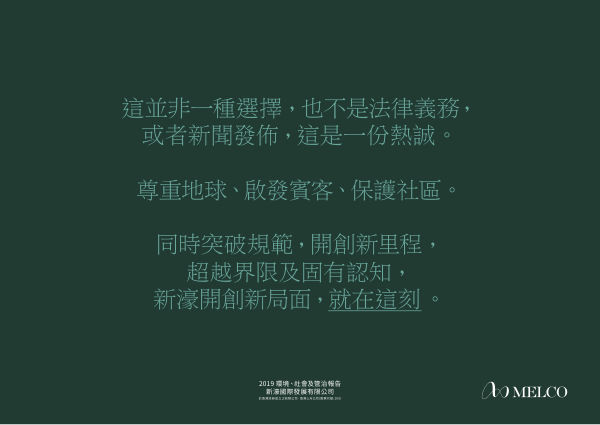 這並非一種選擇，也不是法律義務，
或者新聞發佈，這是一份熱誠。
尊重地球、啟發賓客、保護社區。
同時突破規範，開創新里程，
超越界限及固有認知，
新濠開創新局面，就在這刻 。
2019 環境、社會及管治報告
新濠國際發展有限公司
MELCO